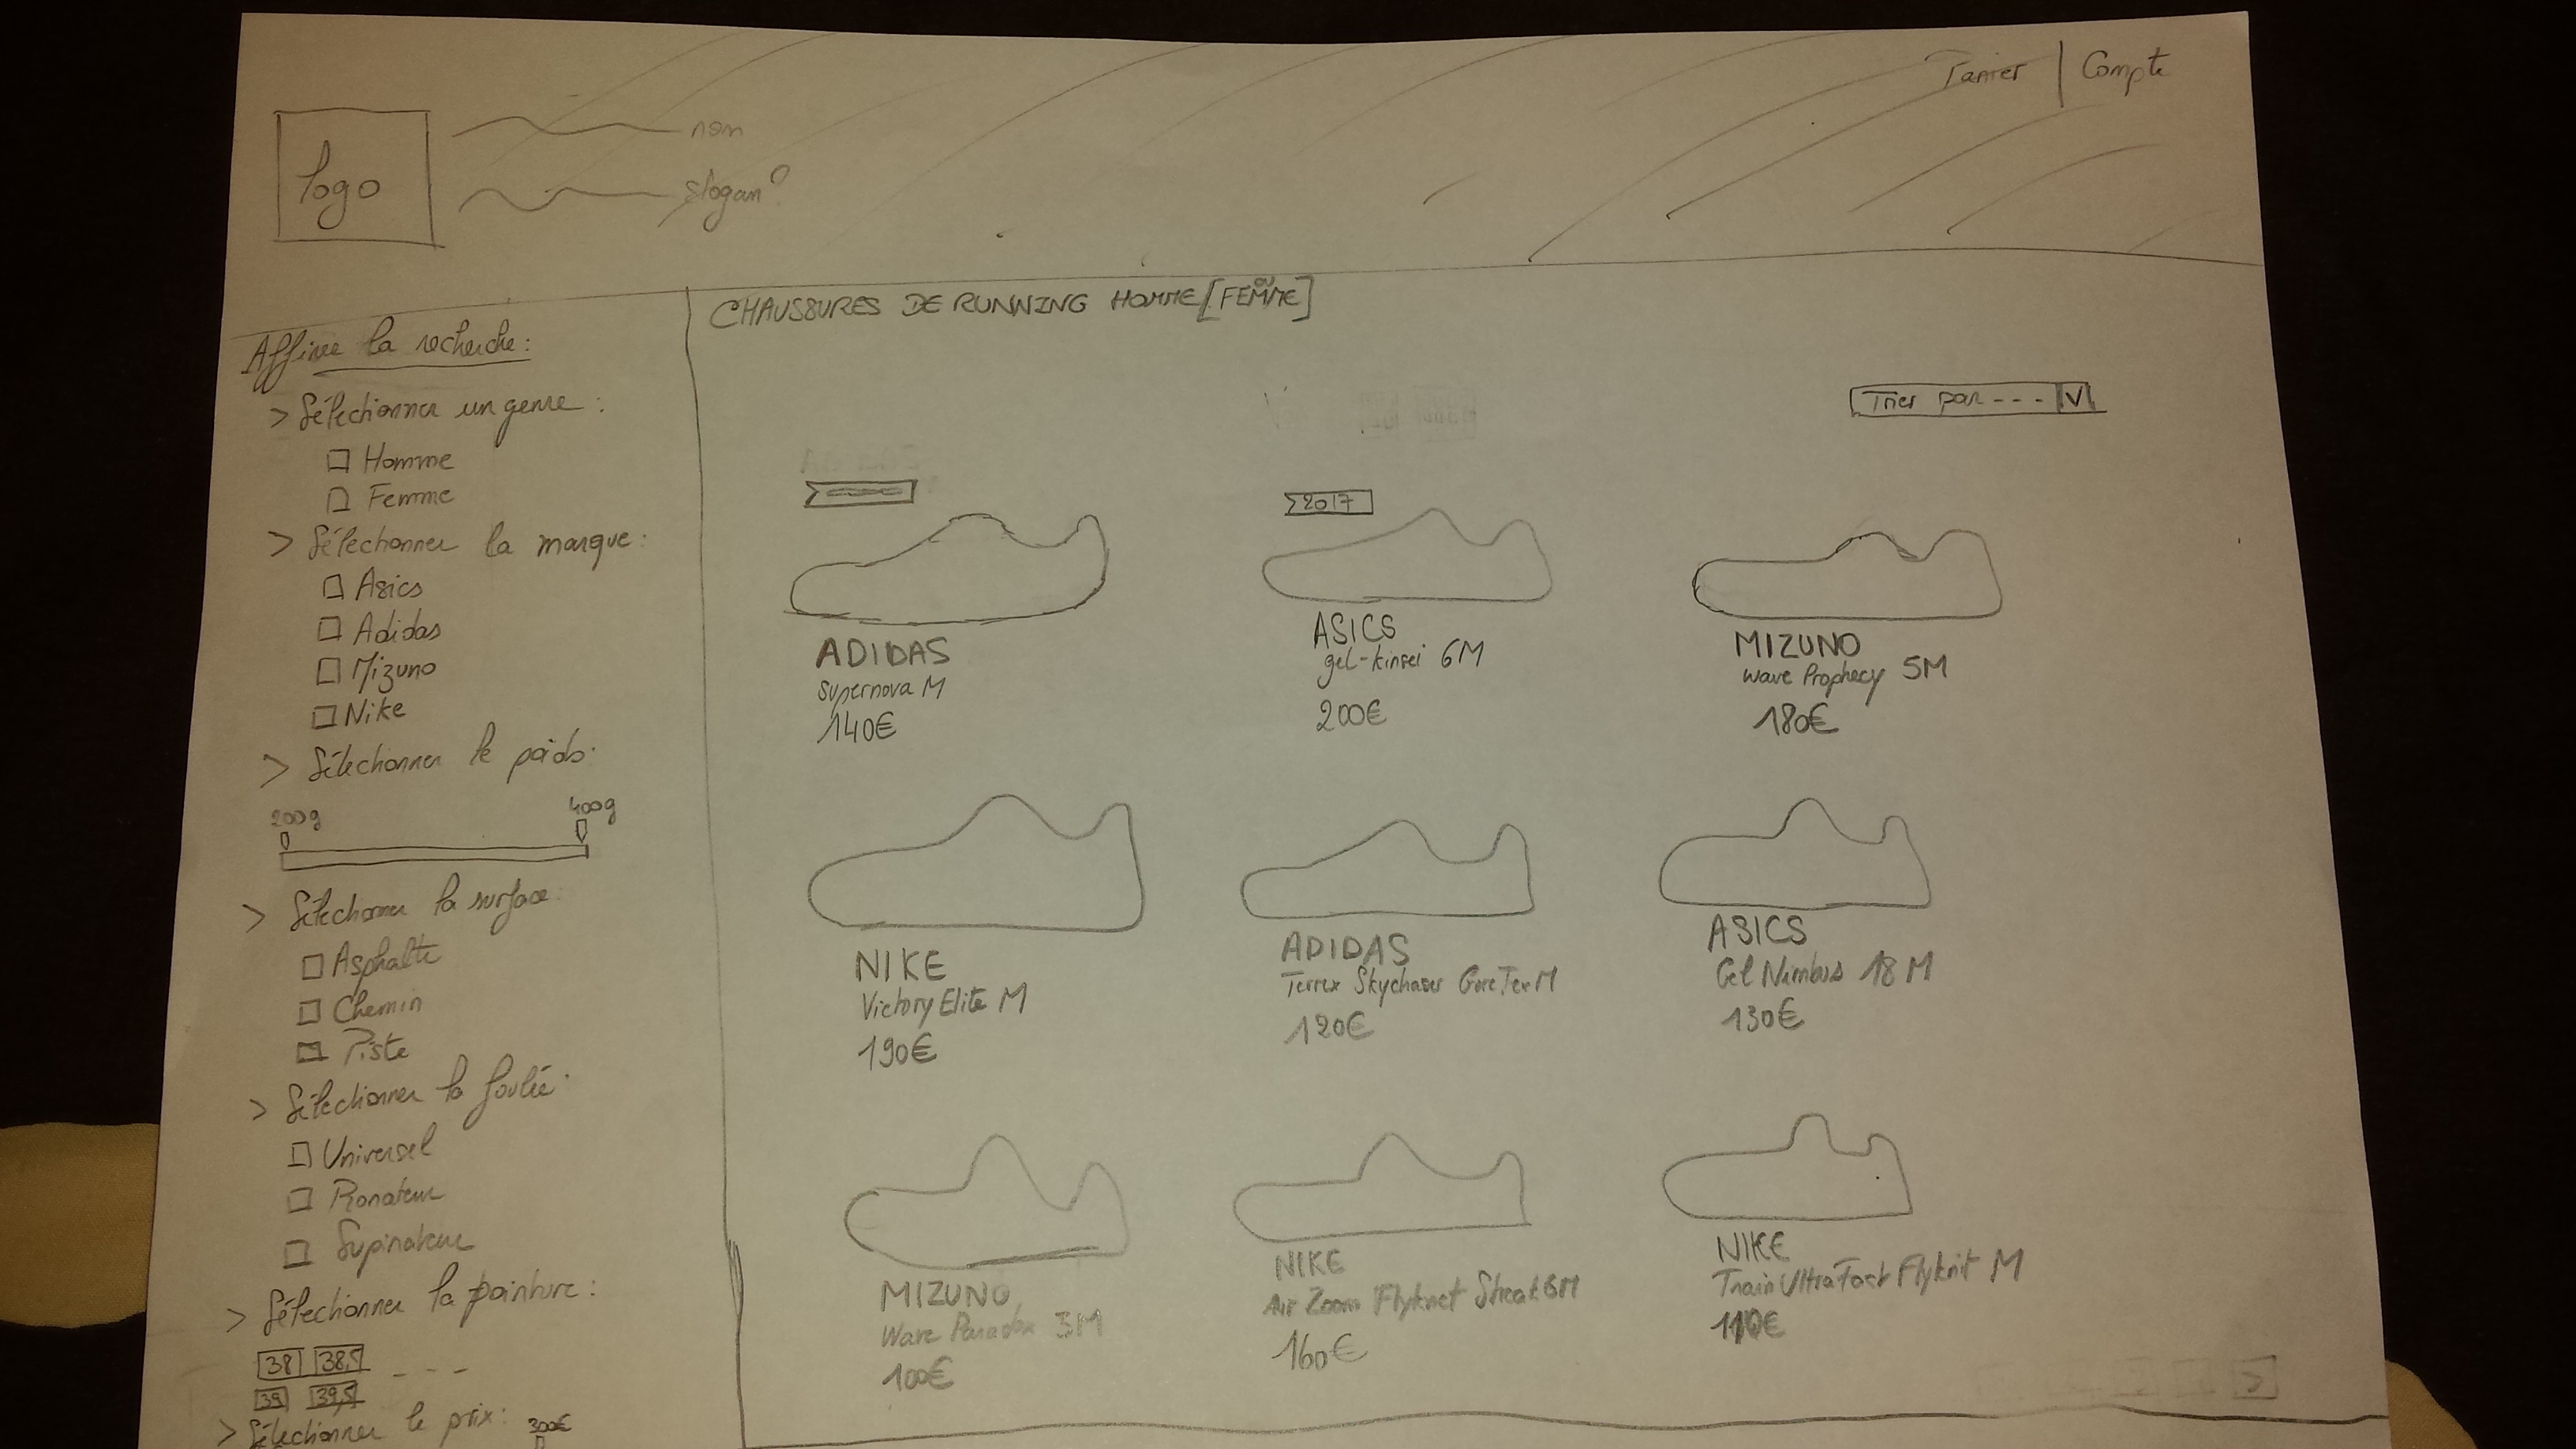 Panier | Compte
logo
nom
slogan?
CHAUSSURES DE RUNNING HOMME [FEMME]
ou
Affiner la recherche :
> Sélectionner un genre :
Homme
Femme
> Sélectionner la marque :
Asics
Adidas
Mizuno
Nike
> Sélectionner le poids :
200g 400g
> Sélectionner la surface :
Asphalte
Chemin
Piste
> Sélectionner la foulée :
Universel
Pronateur
Supinateur
> Sélectionner la pointure :
38 38,5 - - -
39 39,5
> Sélectionner le prix :
300€
Trier par - - - V
ADIDAS
Supernova M
140€
2017
ASICS
gel-kinsei 6M
200€
MIZUNO
Wave Prophecy 5M
180€
NIKE
Victory Elite M
190€
ADIDAS
Terrex Skychaser GoreTex M
120€
ASICS
Gel Nimbus 18 M
130€
MIZUNO
Wave Paradox 3M
100€
NIKE
Air Zoom Flyknit Streak 6M
160€
NIKE
Train UltraFast Flyknit M
110€
>